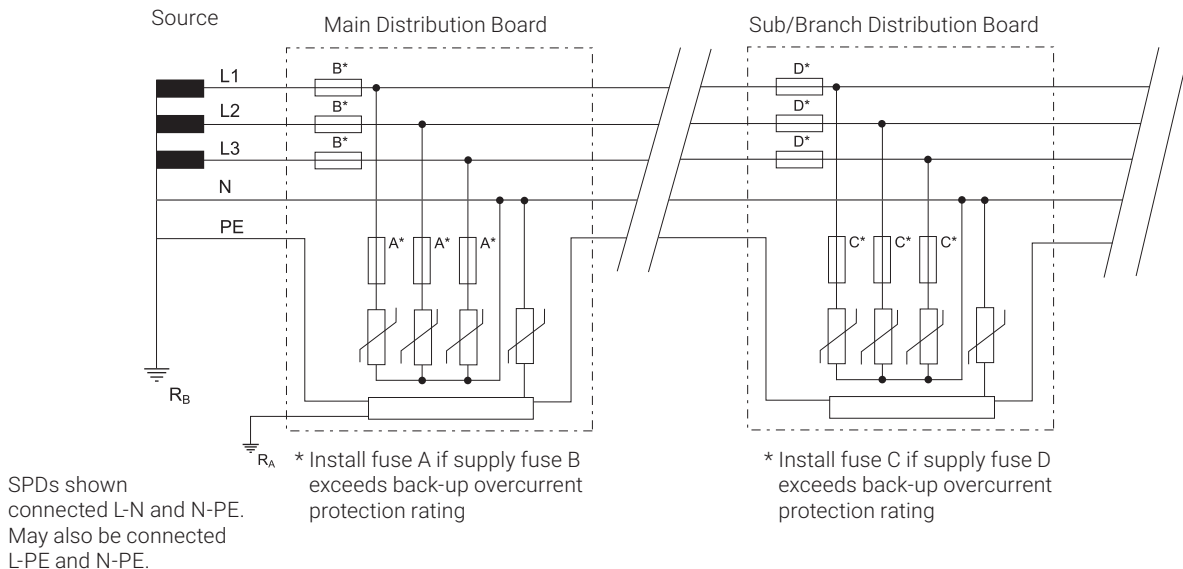 Source
Main Distribution Board
Sub/Branch Distribution Board
L1
B*
D*
L2
B*
D*
L3
B*
D*
N
PE
A*
A*
A*
C*
C*
C*
RB
RA
* Install fuse A if supply fuse B
exceeds back-up overcurrent
protection rating
* Install fuse C if supply fuse D
exceeds back-up overcurrent
protection rating
SPDs shown
connected L-N and N-PE.
May also be connected
L-PE and N-PE.